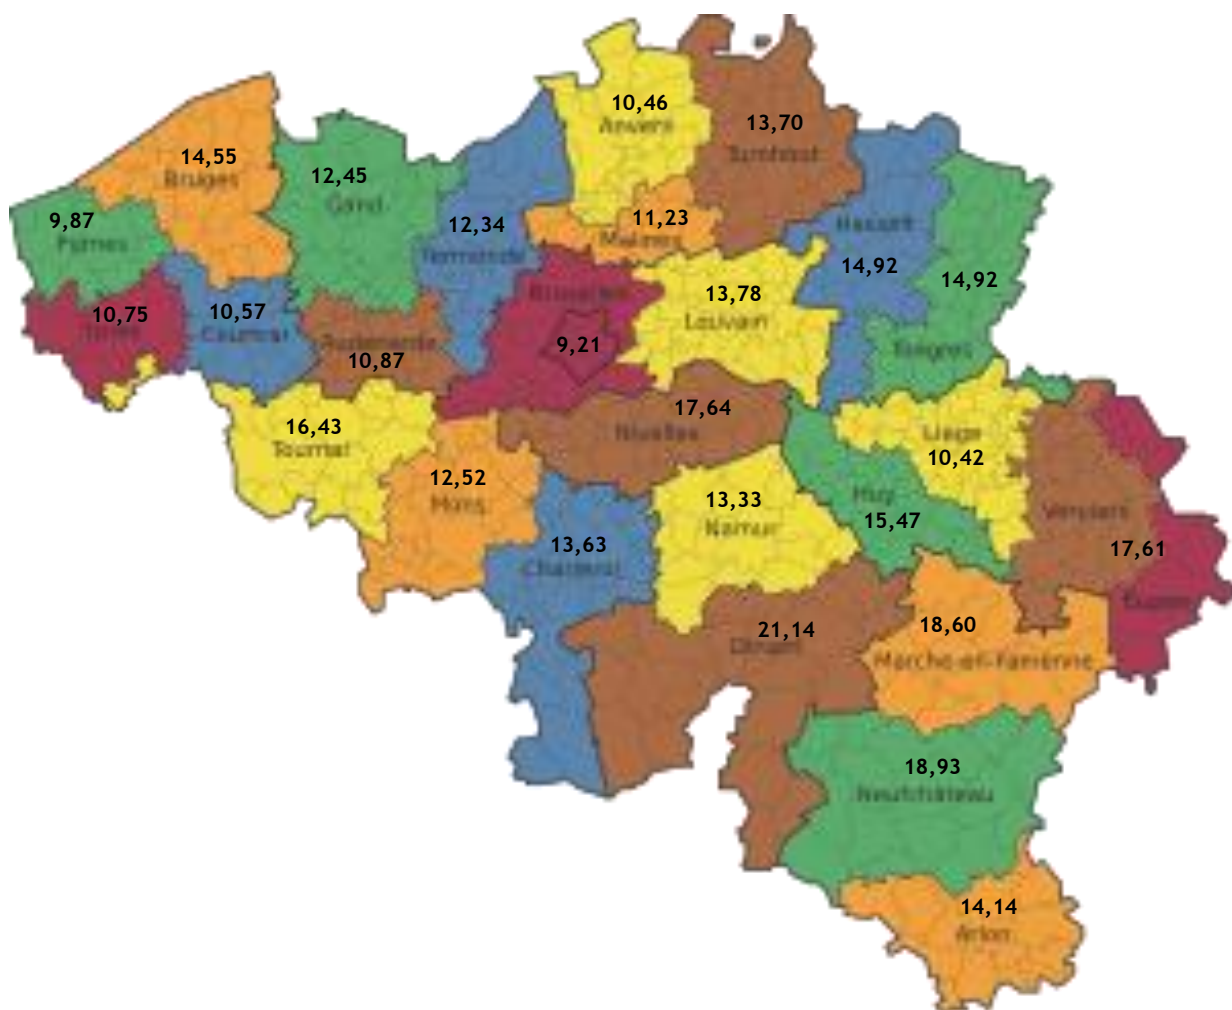 10,46
Anvers
13,70
Turnhout
14,55
Bruges
12,45
Gand
9,87
Furnes
12,34
Termonde
11,23
Malines
Hasselt
14,92
14,92
Tongres
10,75
Ypres
10,57
Courtrai
Audenarde
10,87
Bruxelles
9,21
13,78
Louvain
16,43
Tournai
17,64
Nivelles
Liège
10,42
12,52
Mons
13,33
Namur
Huy
15,47
Verviers
17,61
13,63
Charleroi
Eupen
21,14
Dinant
18,60
Marche-en-Famenne
18,93
Neufchâteau
14,14
Arlon